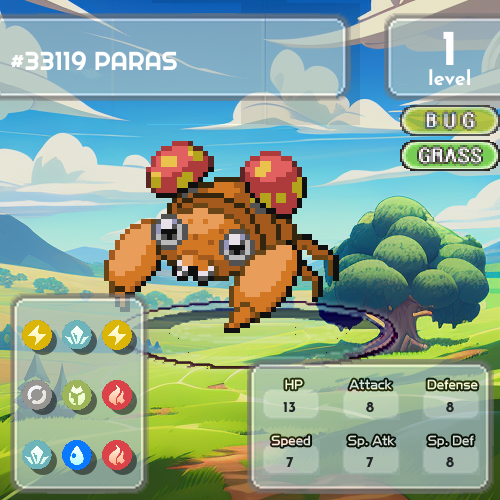 #33119 PARAS
1
level
BUG
GRASS
HP Attack Defense
13 8 8
Speed Sp. Atk Sp. Def
7 7 8